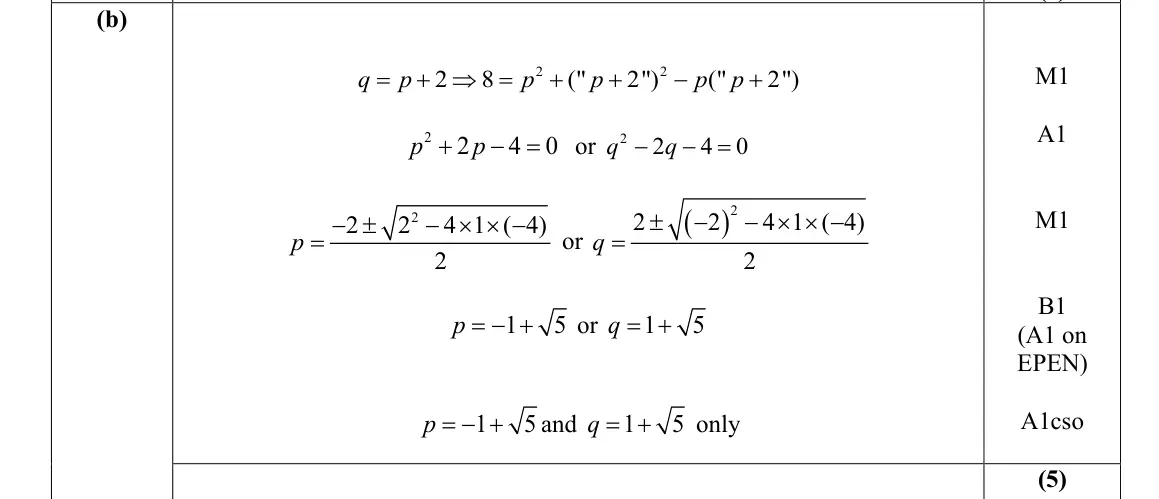 (b)
q = p + 2 ⇒ 8 = p² + ("p + 2")² − p("p + 2") M1
p² + 2p − 4 = 0 or q² − 2q − 4 = 0 A1
p = (−2 ± √(2² − 4×1×(−4)))/2 or q = (2 ± √((−2)² − 4×1×(−4)))/2 M1
p = −1 + √5 or q = 1 + √5 B1
(A1 on
EPEN)
p = −1 + √5 and q = 1 + √5 only A1cso
(5)